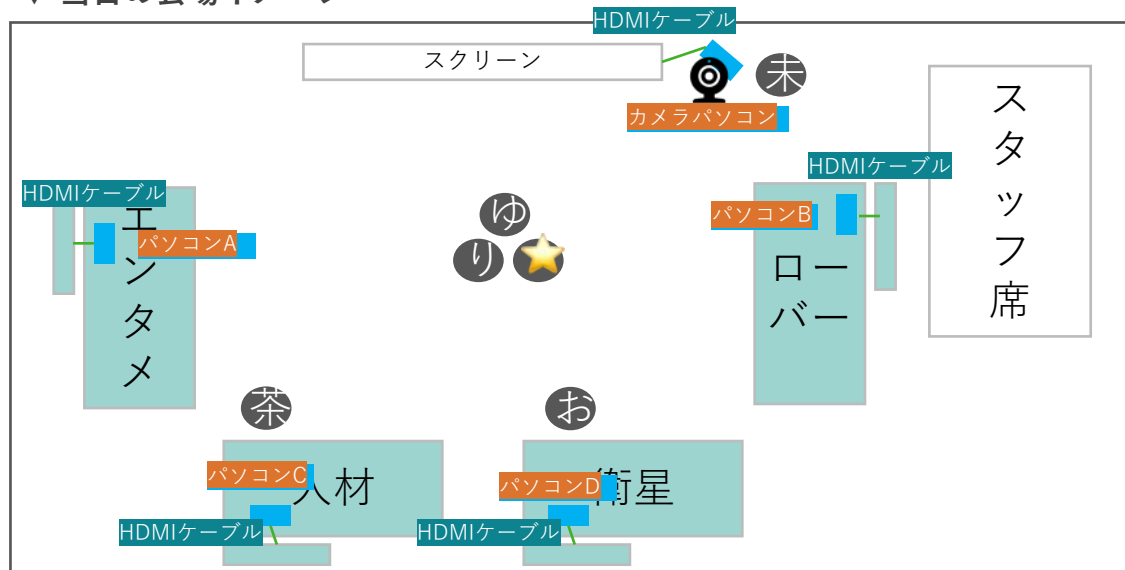 HDMIケーブル
スクリーン
未
カメラパソコン
スタッフ席
HDMIケーブル
HDMIケーブル
エンタメ
パソコンA
ゆ
り
パソコンB
ローバー
茶
お
パソコンC
人材
パソコンD
衛星
HDMIケーブル
HDMIケーブル